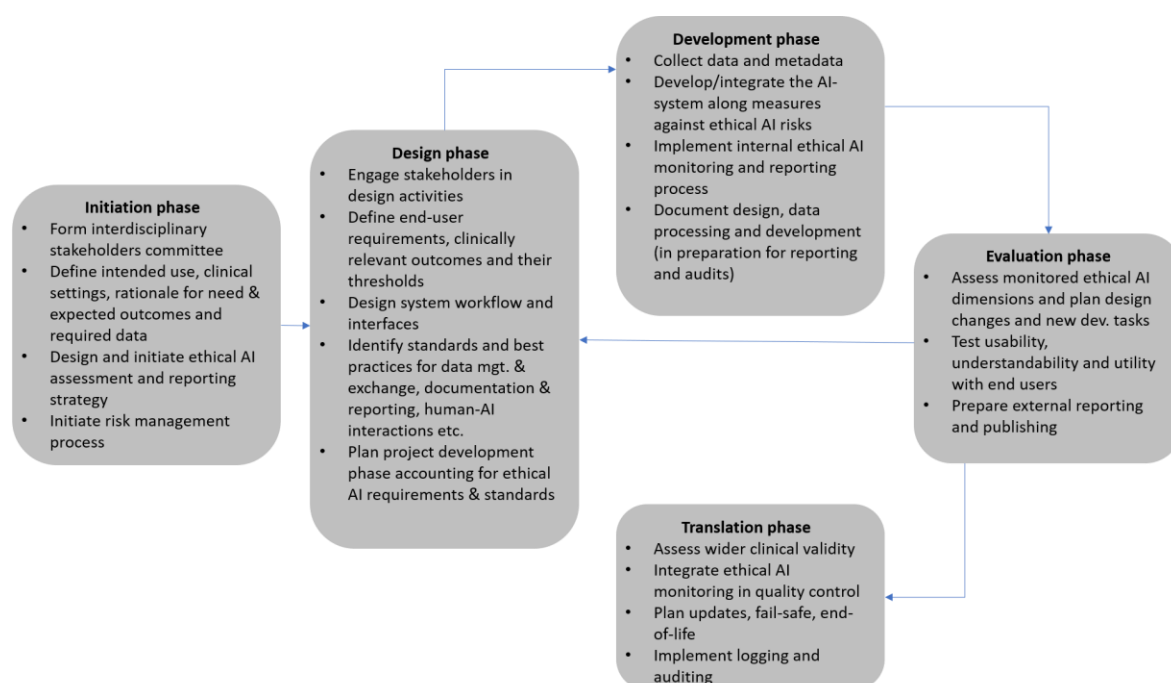 Initiation phase
• Form interdisciplinary
stakeholders committee
• Define intended use, clinical
settings, rationale for need &
expected outcomes and
required data
• Design and initiate ethical AI
assessment and reporting
strategy
• Initiate risk management
process
Design phase
• Engage stakeholders in
design activities
• Define end-user
requirements, clinically
relevant outcomes and their
thresholds
• Design system workflow and
interfaces
• Identify standards and best
practices for data mgt. &
exchange, documentation &
reporting, human-AI
interactions etc.
• Plan project development
phase accounting for ethical
AI requirements & standards
Development phase
• Collect data and metadata
• Develop/integrate the AI-
system along measures
against ethical AI risks
• Implement internal ethical AI
monitoring and reporting
process
• Document design, data
processing and development
(in preparation for reporting
and audits)
Evaluation phase
• Assess monitored ethical AI
dimensions and plan design
changes and new dev. tasks
• Test usability,
understandability and utility
with end users
• Prepare external reporting
and publishing
Translation phase
• Assess wider clinical validity
• Integrate ethical AI
monitoring in quality control
• Plan updates, fail-safe, end-
of-life
• Implement logging and
auditing